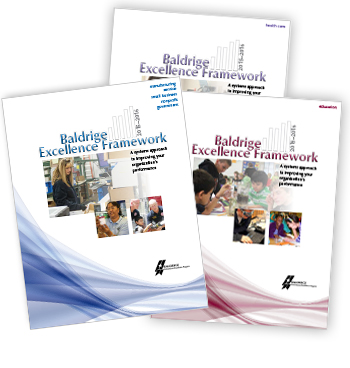 health care
2015–2016
Baldrige
Excellence Framework
A systems approach
to improving your
manufacturing
service
small business
nonprofit
government
2015–2016
Baldrige
Excellence Framework
A systems approach
to improving your
organization's
performance
education
2015–2016
Baldrige
Excellence Framework
A systems approach
to improving your
organization's
performance